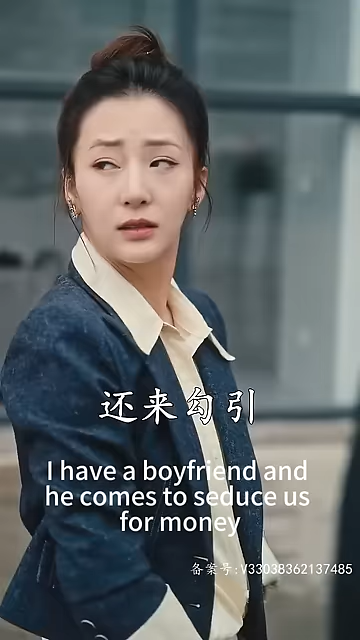 还来勾引
I have a boyfriend and
he comes to seduce us
for money
备案号:V33038362137485